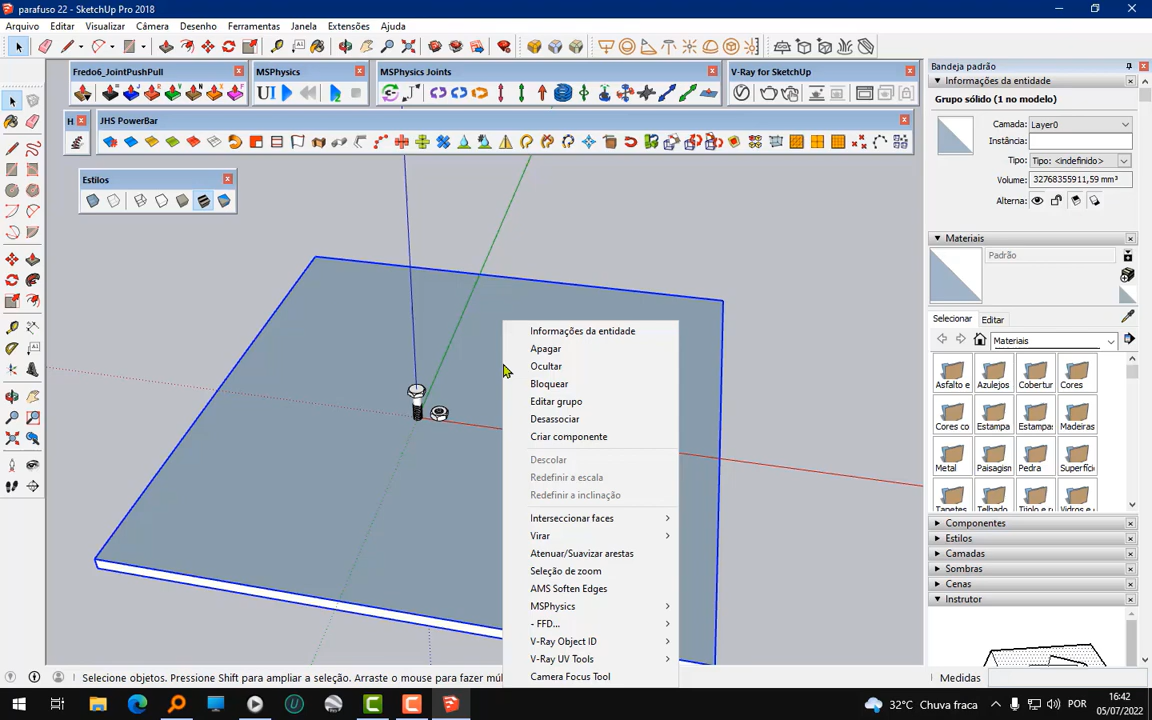 parafuso 22 - SketchUp Pro 2018
Arquivo Editar Visualizar Câmera Desenho Ferramentas Janela Extensões Ajuda
Fredo6_JointPushPull MSPhysics MSPhysics Joints V-Ray for SketchUp
UI
H JHS PowerBar
Estilos
Bandeja padrão
Informações da entidade
Grupo sólido (1 no modelo)
Camada: Layer0
Instância:
Tipo: Tipo: <indefinido>
Volume: 32768355911,59 mm³
Alterna:
Materiais
Padrão
Selecionar Editar
Materiais
Asfalto e Azulejos Cobertur Cores
Cores co Estampa Estampas Madeiras
Metal Paisagisn Pedra Superfíci
Tapetes Telhado Tijolo e r Vidros e r
Componentes
Estilos
Camadas
Sombras
Cenas
Instrutor
Informações da entidade
Apagar
Ocultar
Bloquear
Editar grupo
Desassociar
Criar componente
Descolar
Redefinir a escala
Redefinir a inclinação
Interseccionar faces
Virar
Atenuar/Suavizar arestas
Seleção de zoom
AMS Soften Edges
MSPhysics
- FFD...
V-Ray Object ID
V-Ray UV Tools
Camera Focus Tool
Selecione objetos. Pressione Shift para ampliar a seleção. Arraste o mouse para fazer múl
Medidas
32°C Chuva fraca
POR
16:42
05/07/2022